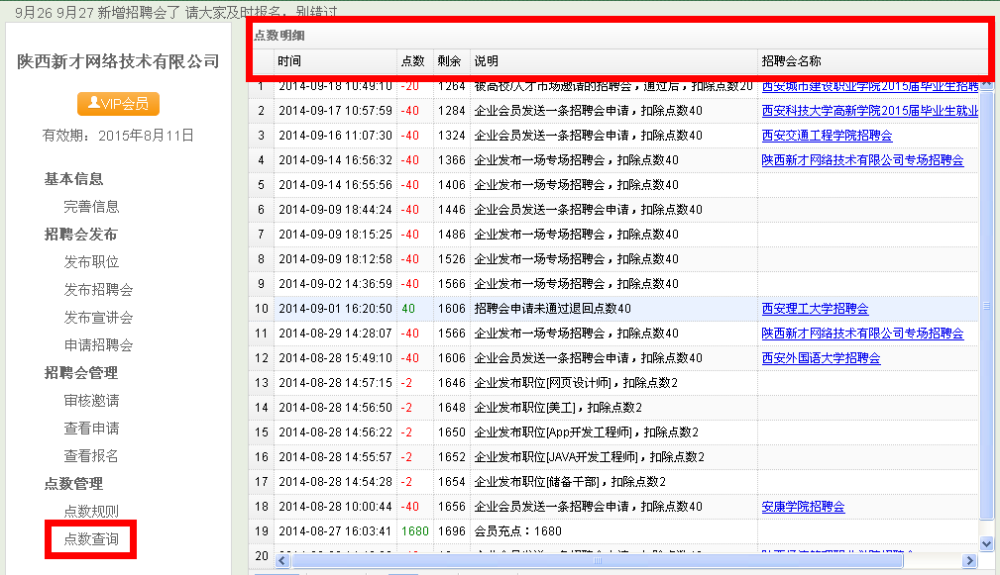 9月26 9月27 新增招聘会了 请大家及时报名，别错过
陕西新才网络技术有限公司
VIP会员
有效期：2015年8月11日
基本信息
完善信息
招聘会发布
发布职位
发布招聘会
发布宣讲会
申请招聘会
招聘会管理
审核邀请
查看申请
查看报名
点数管理
点数规则
点数查询
点数明细
时间 点数 剩余 说明 招聘会名称
1 2014-09-18 10:49:10 -20 1264 被高校/人才市场邀请的招聘会，通过后，扣除点数20 西安城市建设职业学院2015届毕业生招聘
2 2014-09-17 10:57:59 -40 1284 企业会员发送一条招聘会申请，扣除点数40 西安科技大学高新学院2015届毕业生就业
3 2014-09-16 11:07:30 -40 1324 企业会员发送一条招聘会申请，扣除点数40 西安交通工程学院招聘会
4 2014-09-14 16:56:32 -40 1366 企业发布一场专场招聘会，扣除点数40 陕西新才网络技术有限公司专场招聘会
5 2014-09-14 16:55:56 -40 1406 企业发布一场专场招聘会，扣除点数40
6 2014-09-09 18:44:24 -40 1446 企业会员发送一条招聘会申请，扣除点数40
7 2014-09-09 18:15:25 -40 1486 企业发布一场专场招聘会，扣除点数40
8 2014-09-09 18:12:58 -40 1526 企业发布一场专场招聘会，扣除点数40
9 2014-09-02 14:36:59 -40 1566 企业发布一场专场招聘会，扣除点数40
10 2014-09-01 16:20:50 40 1606 招聘会申请未通过退回点数40 西安理工大学招聘会
11 2014-08-29 14:28:07 -40 1566 企业发布一场专场招聘会，扣除点数40 陕西新才网络技术有限公司专场招聘会
12 2014-08-28 15:49:10 -40 1606 企业会员发送一条招聘会申请，扣除点数40 西安外国语大学招聘会
13 2014-08-28 14:57:15 -2 1646 企业发布职位[网页设计师]，扣除点数2
14 2014-08-28 14:56:50 -2 1648 企业发布职位[美工]，扣除点数2
15 2014-08-28 14:56:22 -2 1650 企业发布职位[App开发工程师]，扣除点数2
16 2014-08-28 14:55:57 -2 1652 企业发布职位[JAVA开发工程师]，扣除点数2
17 2014-08-28 14:54:28 -2 1654 企业发布职位[储备干部]，扣除点数2
18 2014-08-28 10:00:44 -40 1656 企业会员发送一条招聘会申请，扣除点数40 安康学院招聘会
19 2014-08-27 16:03:41 1680 1696 会员充点：1680
20